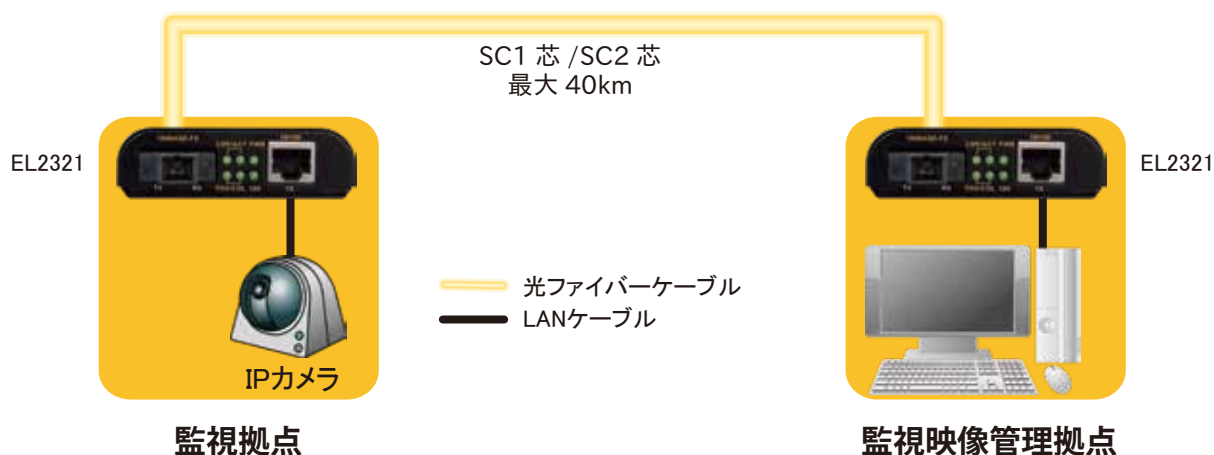 SC1 芯 /SC2 芯
最大 40km
EL2321
EL2321
光ファイバーケーブル
LANケーブル
IPカメラ
監視拠点
監視映像管理拠点